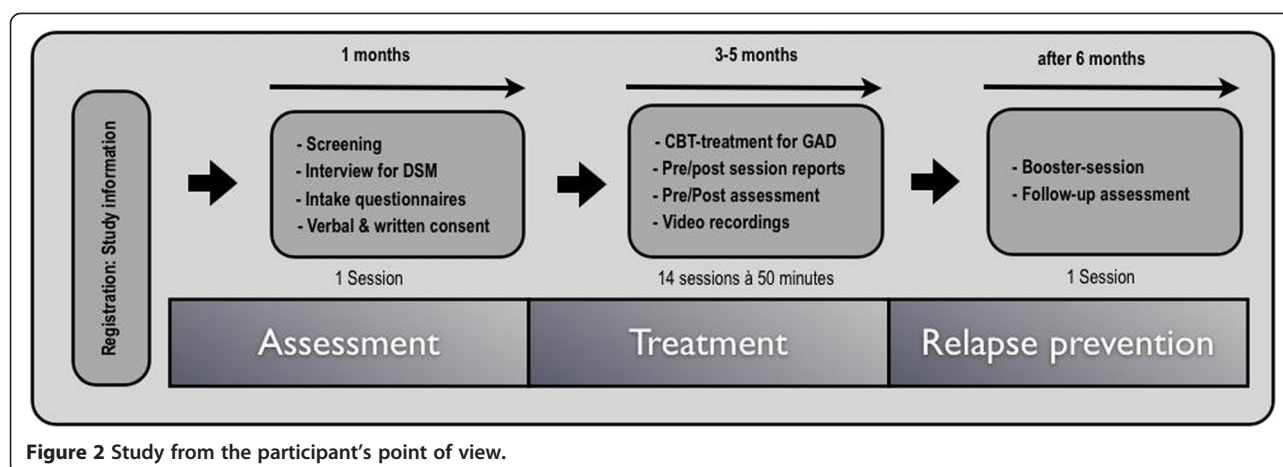 Registration: Study information
1 months
- Screening
- Interview for DSM
- Intake questionnaires
- Verbal & written consent
1 Session
Assessment
3-5 months
- CBT-treatment for GAD
- Pre/post session reports
- Pre/Post assessment
- Video recordings
14 sessions à 50 minutes
Treatment
after 6 months
- Booster-session
- Follow-up assessment
1 Session
Relapse prevention
Figure 2 Study from the participant's point of view.